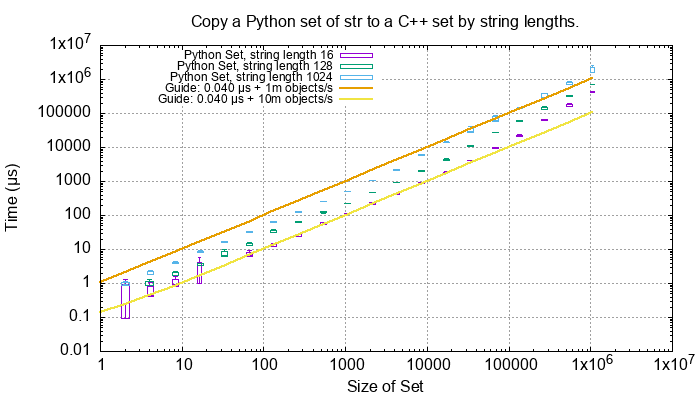 Copy a Python set of str to a C++ set by string lengths.
Python Set, string length 16
Python Set, string length 128
Python Set, string length 1024
Guide: 0.040 µs + 1m objects/s
Guide: 0.040 µs + 10m objects/s
Time (µs)
1x10⁷
1x10⁶
100000
10000
1000
100
10
1
0.1
0.01
1 10 100 1000 10000 100000 1x10⁶ 1x10⁷
Size of Set